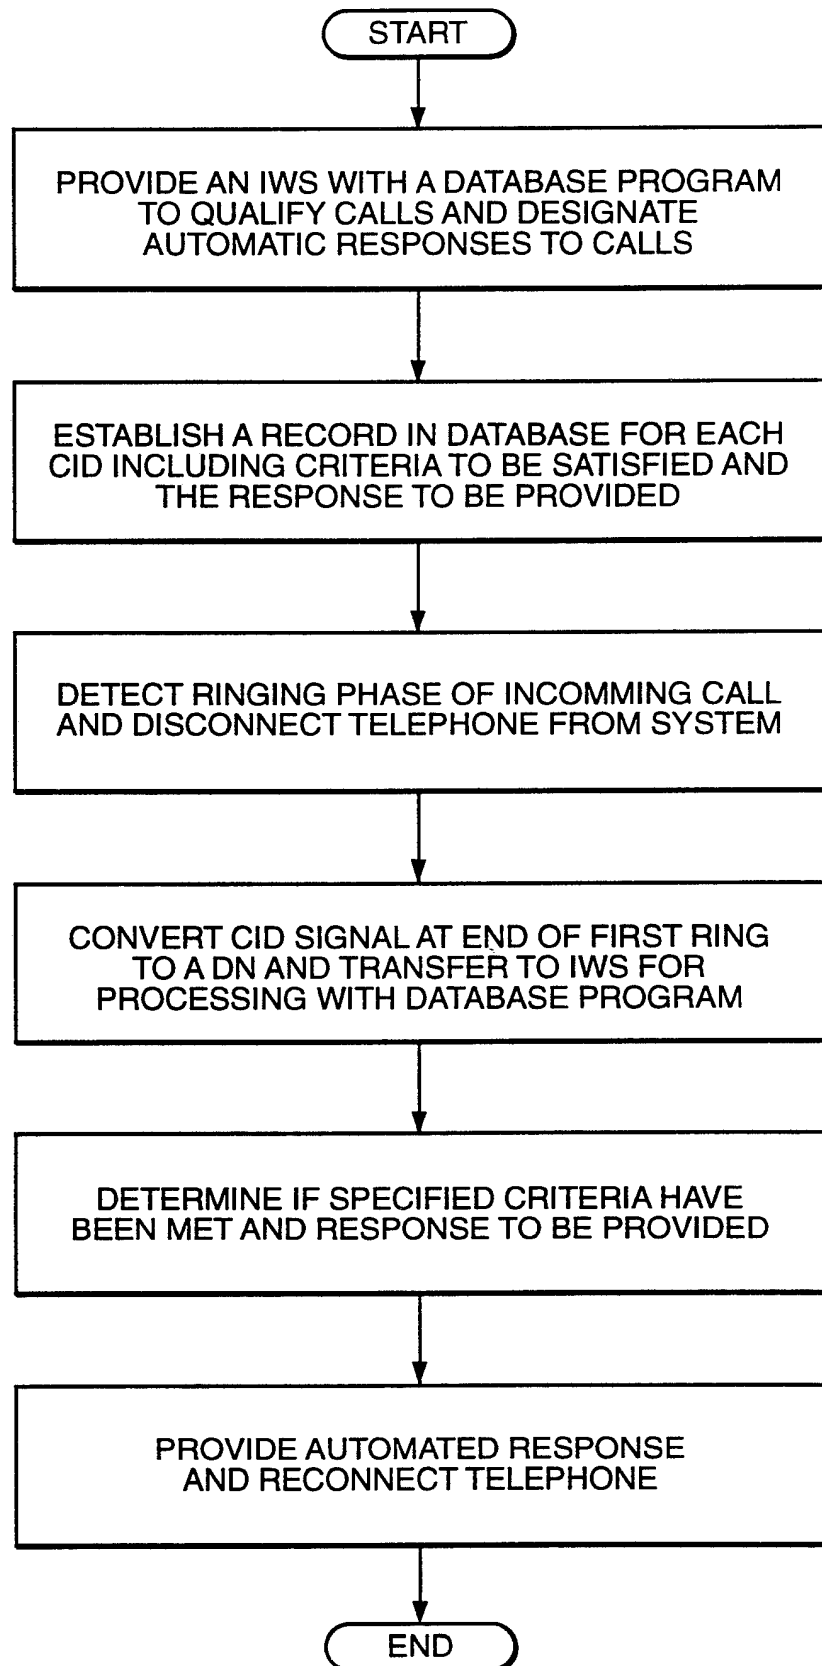 START
PROVIDE AN IWS WITH A DATABASE PROGRAM
TO QUALIFY CALLS AND DESIGNATE
AUTOMATIC RESPONSES TO CALLS
ESTABLISH A RECORD IN DATABASE FOR EACH
CID INCLUDING CRITERIA TO BE SATISFIED AND
THE RESPONSE TO BE PROVIDED
DETECT RINGING PHASE OF INCOMMING CALL
AND DISCONNECT TELEPHONE FROM SYSTEM
CONVERT CID SIGNAL AT END OF FIRST RING
TO A DN AND TRANSFER TO IWS FOR
PROCESSING WITH DATABASE PROGRAM
DETERMINE IF SPECIFIED CRITERIA HAVE
BEEN MET AND RESPONSE TO BE PROVIDED
PROVIDE AUTOMATED RESPONSE
AND RECONNECT TELEPHONE
END